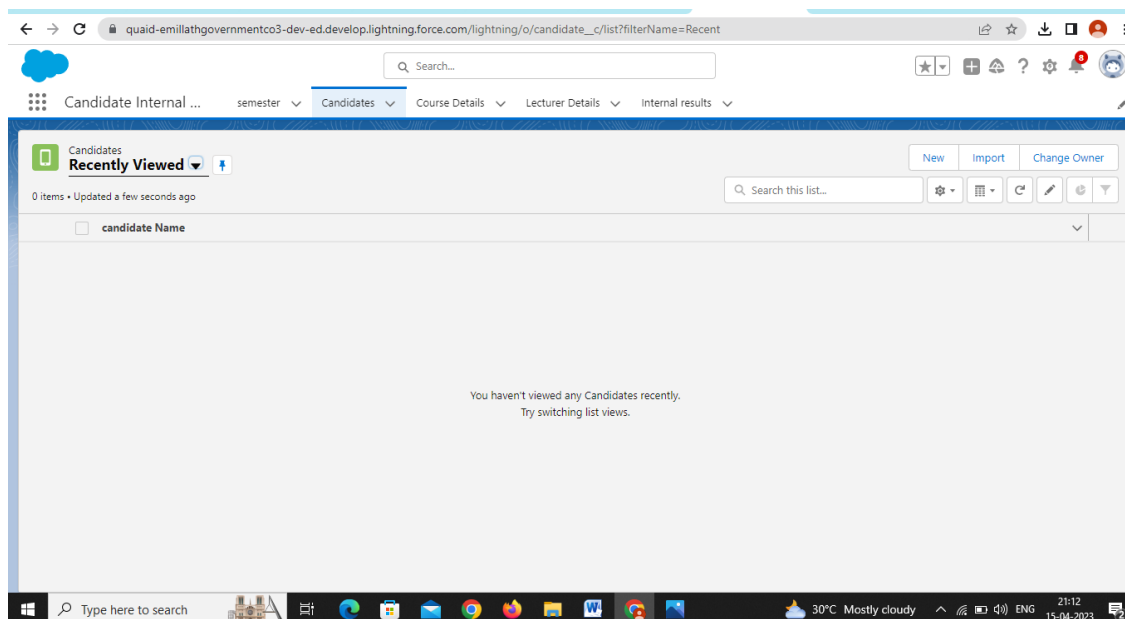 quaid-emillathgovernmentco3-dev-ed.develop.lightning.force.com/lightning/o/candidate__c/list?filterName=Recent
Search...
8
Candidate Internal ... semester Candidates Course Details Lecturer Details Internal results
Candidates
Recently Viewed
New Import Change Owner
0 items • Updated a few seconds ago
Search this list...
candidate Name
You haven't viewed any Candidates recently.
Try switching list views.
Type here to search
30°C Mostly cloudy
ENG
21:12
15-04-2023
2